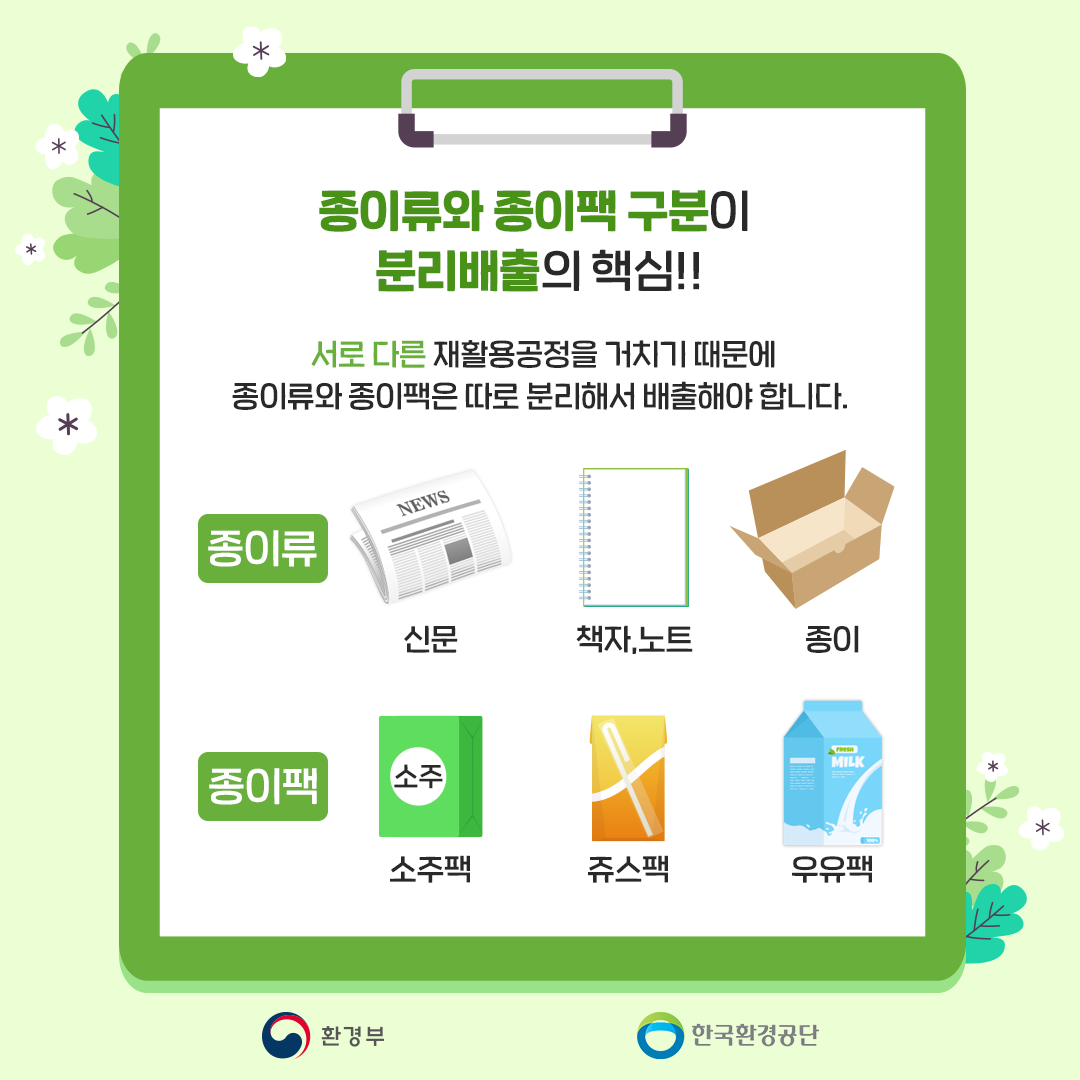 종이류와 종이팩 구분이
분리배출의 핵심!!
서로 다른 재활용공정을 거치기 때문에
종이류와 종이팩은 따로 분리해서 배출해야 합니다.
종이류
NEWS
신문
책자,노트
종이
종이팩
소주
소주팩
쥬스팩
FRESH
MILK
100%
우유팩
환경부
한국환경공단